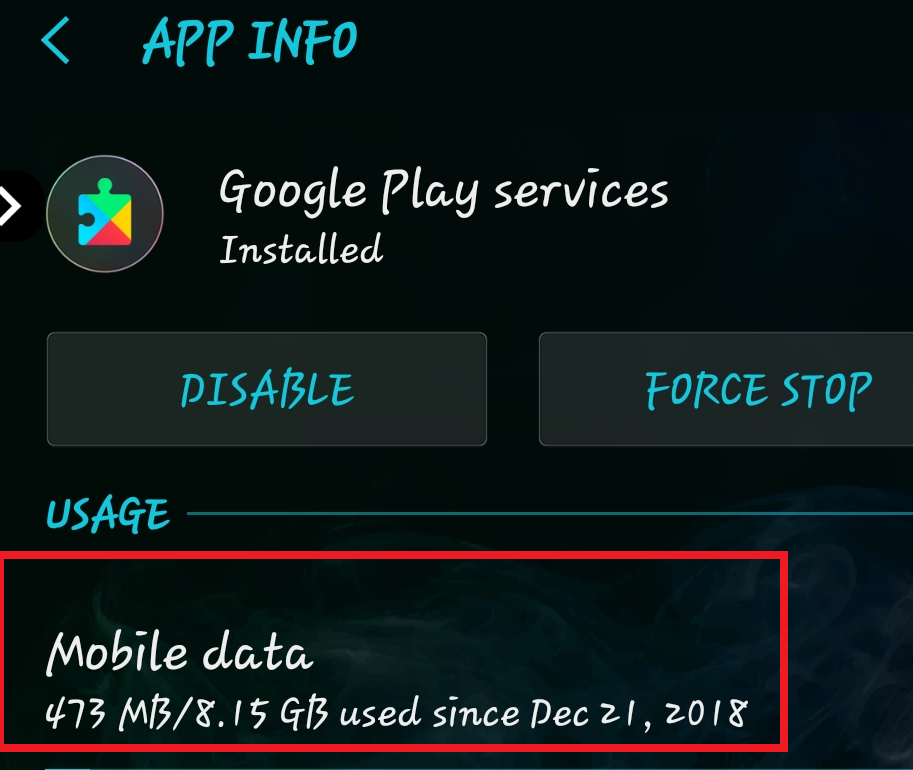 APP INFO
Google Play services
Installed
DISABLE
FORCE STOP
USAGE
Mobile data
473 MB/8.15 GB used since Dec 21, 2018